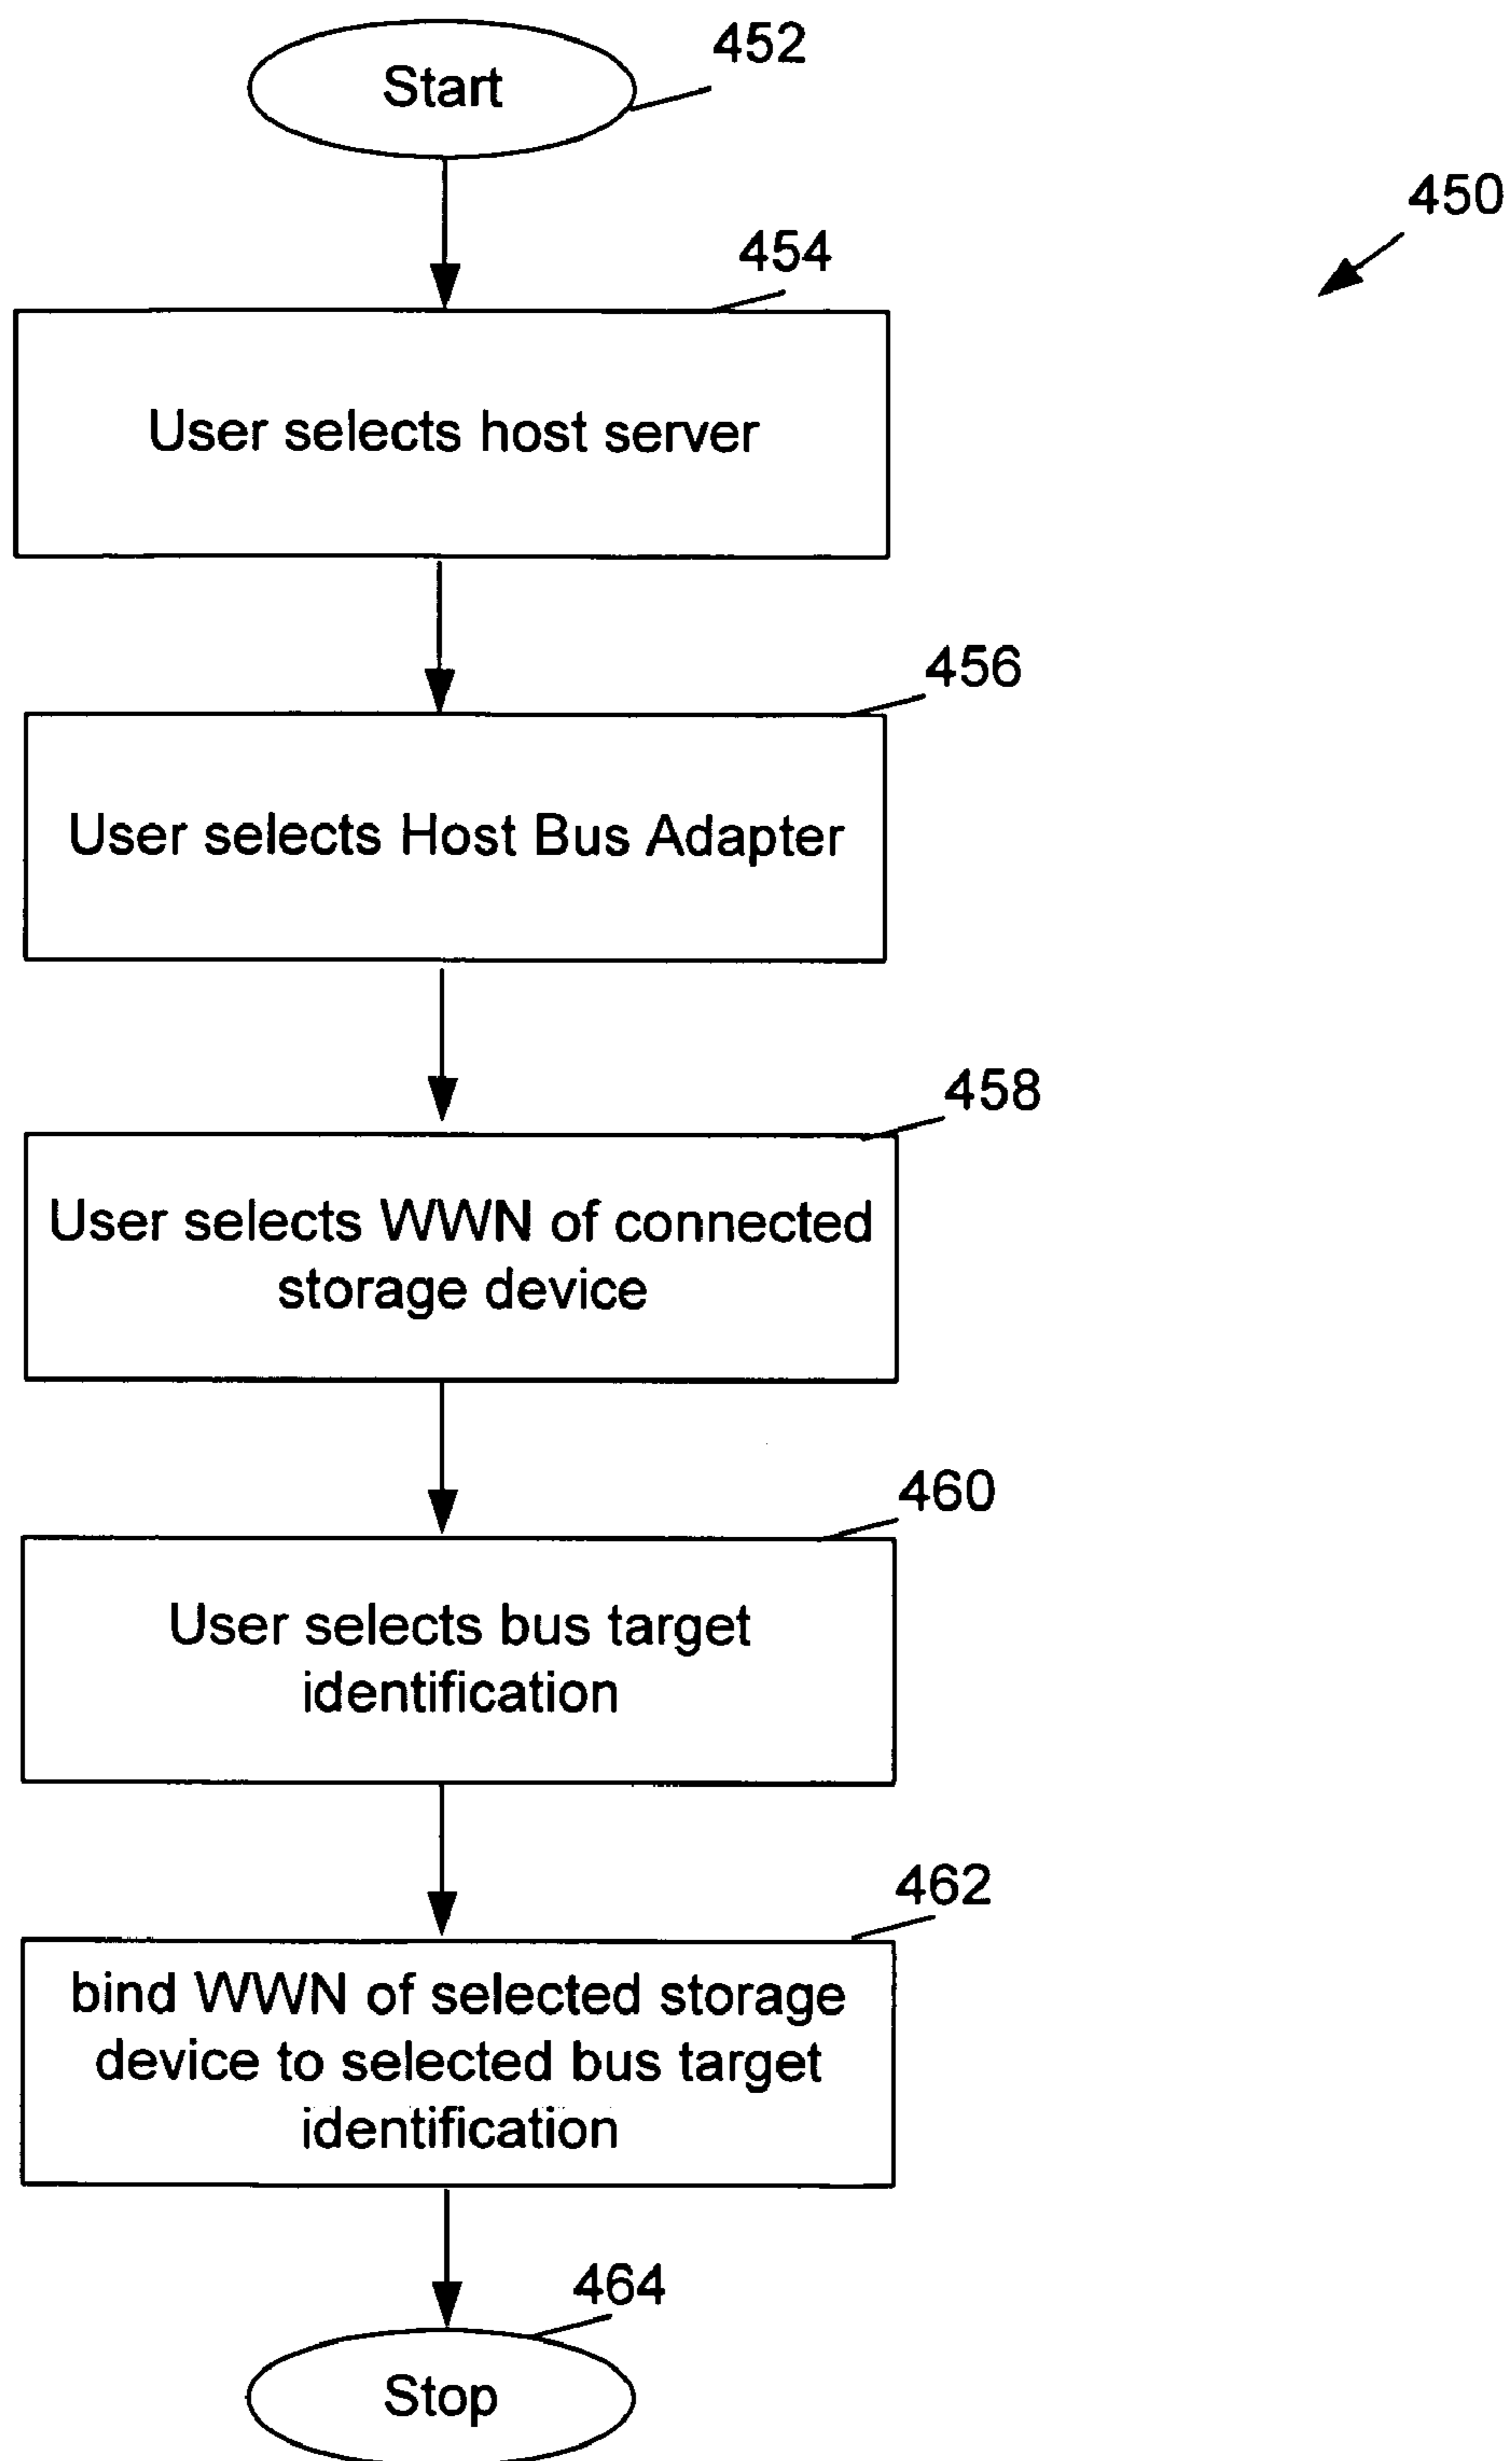 Start
452
450
454
User selects host server
456
User selects Host Bus Adapter
458
User selects WWN of connected
storage device
460
User selects bus target
identification
462
bind WWN of selected storage
device to selected bus target
identification
464
Stop